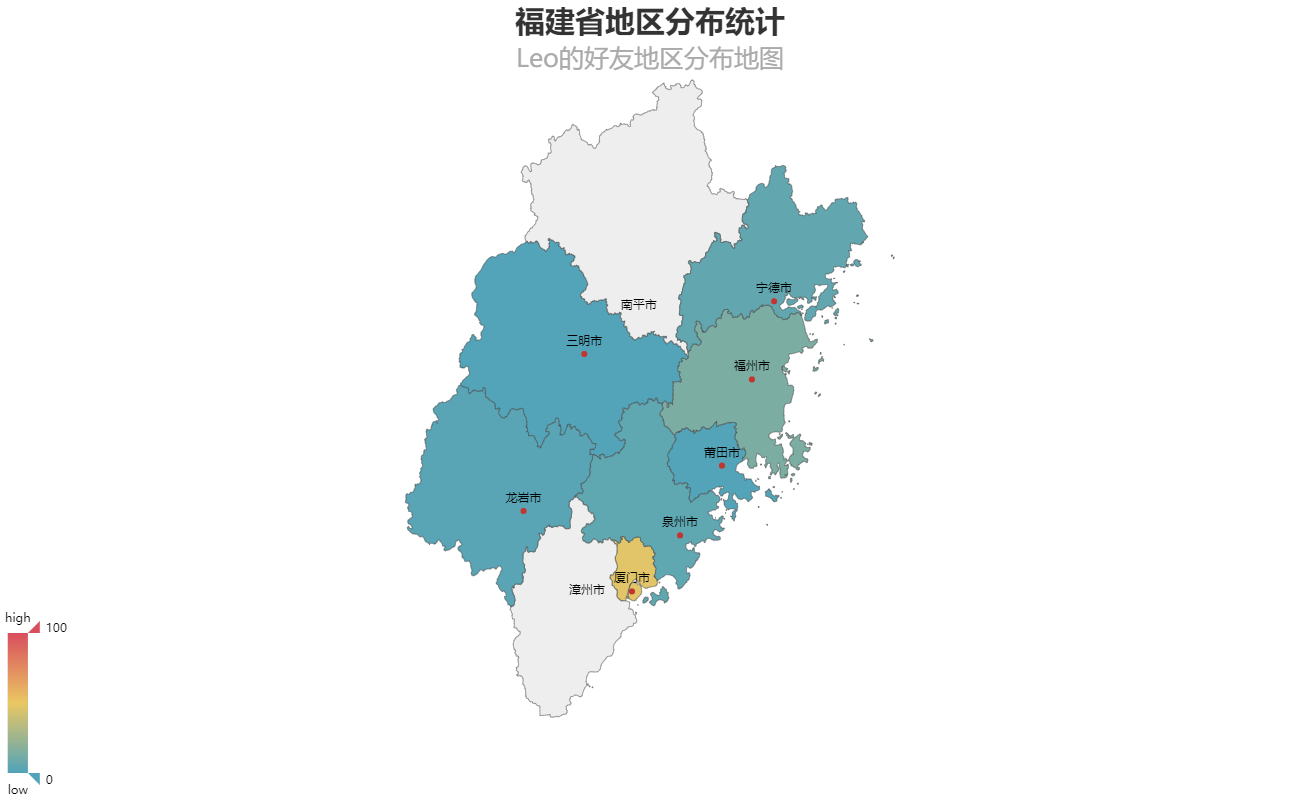 福建省地区分布统计
Leo的好友地区分布地图
宁德市
南平市
三明市
福州市
莆田市
龙岩市
泉州市
厦门市
漳州市
high
100
0
low